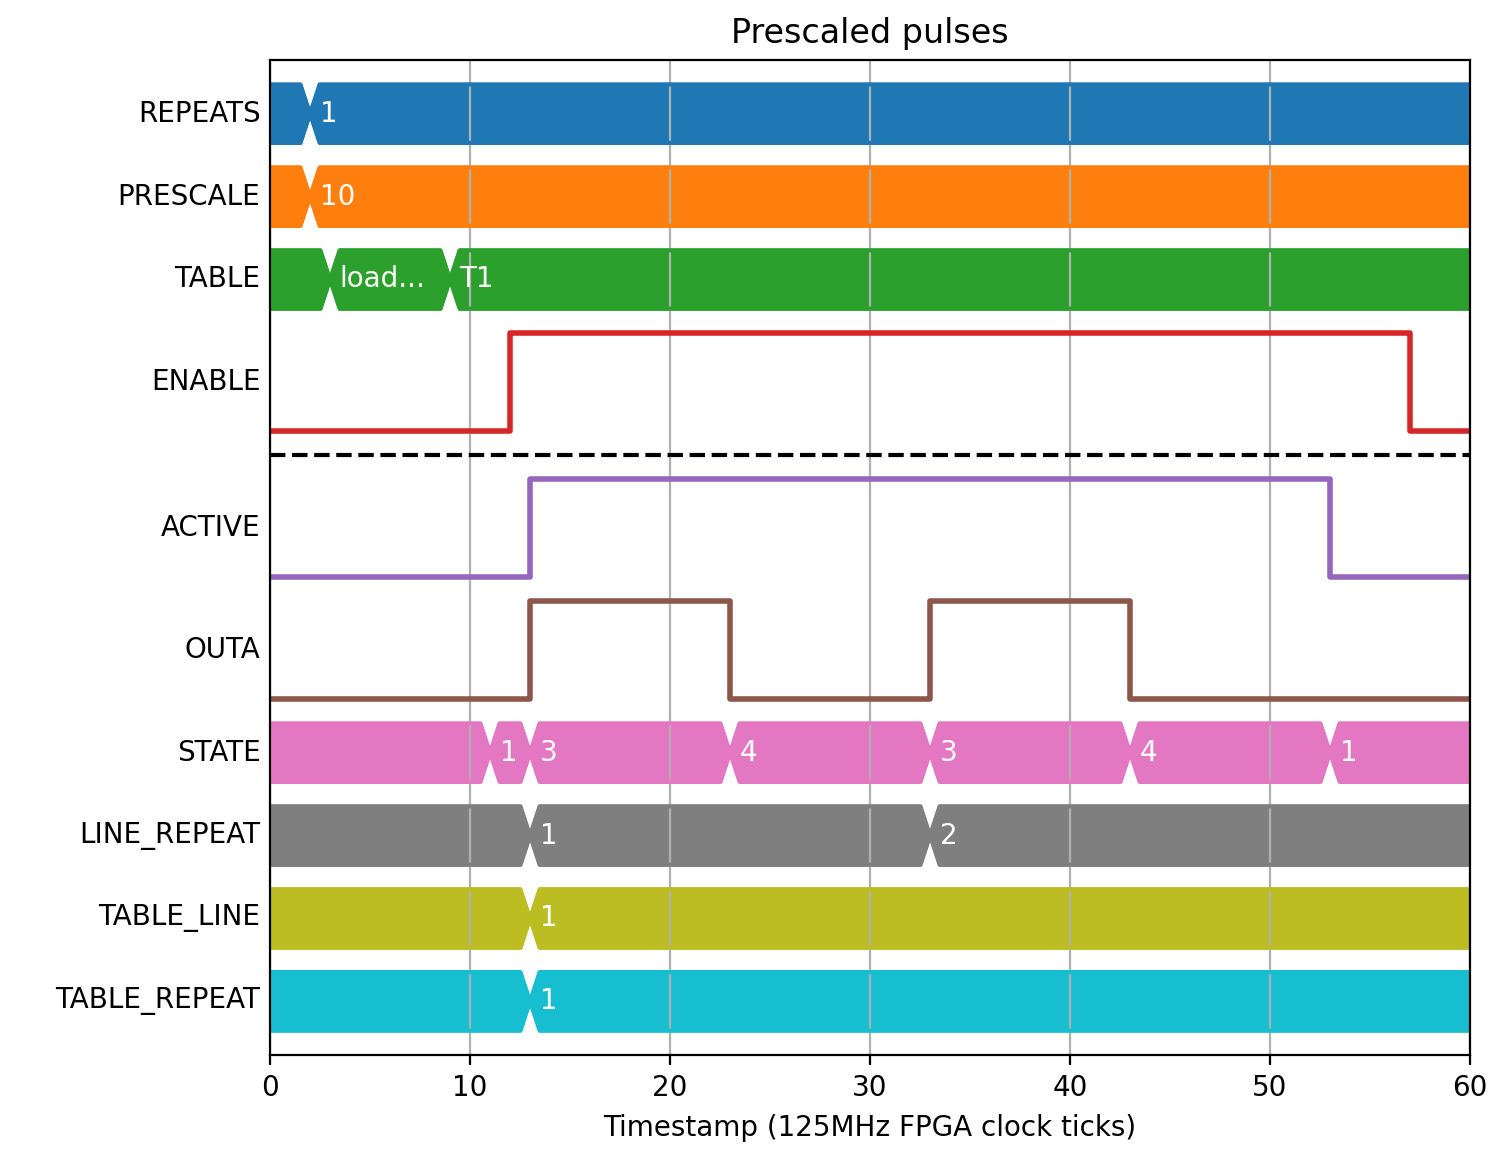 Prescaled pulses
REPEATS 1
PRESCALE 10
TABLE load... T1
ENABLE
ACTIVE
OUTA
STATE 1 3 4 3 4 1
LINE_REPEAT 1 2
TABLE_LINE 1
TABLE_REPEAT 1
0 10 20 30 40 50 60
Timestamp (125MHz FPGA clock ticks)